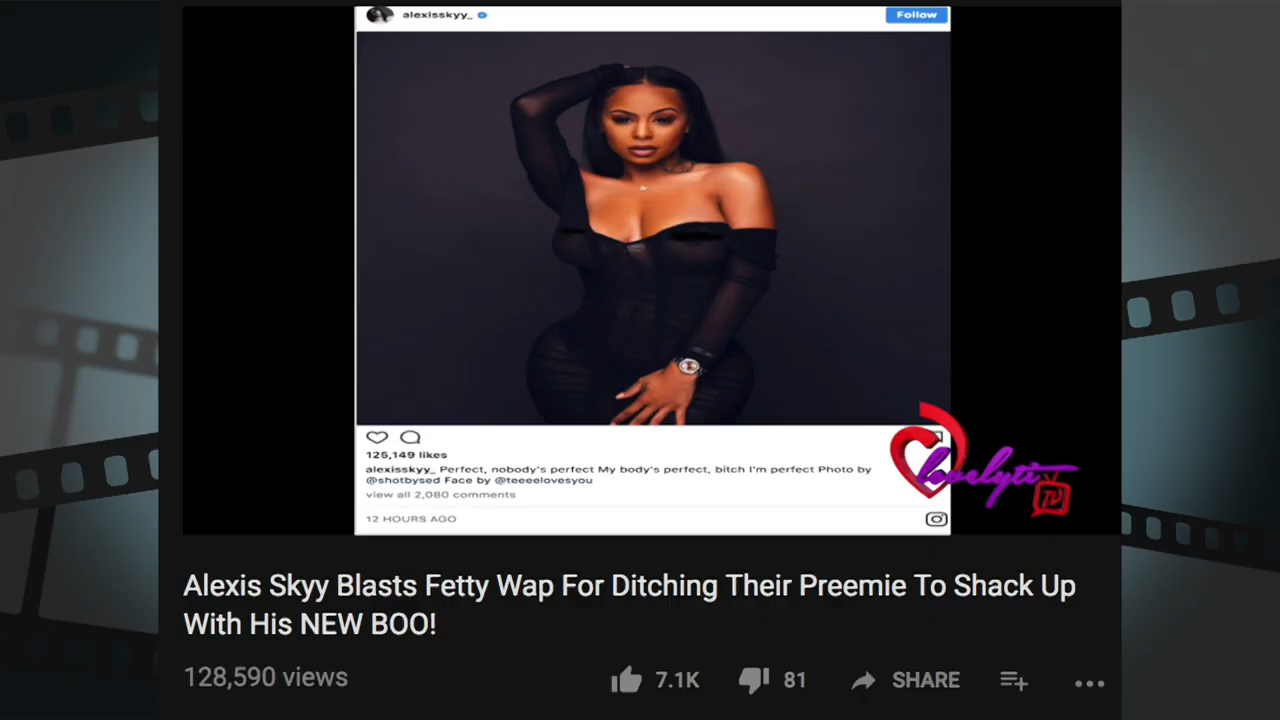 alexisskyy_
Follow
125,149 likes
alexisskyy_ Perfect, nobody's perfect My body's perfect, bitch I'm perfect Photo by
@shotbysed Face by @teeeelovesyou
view all 2,080 comments
12 HOURS AGO
lovelyti
TV
Alexis Skyy Blasts Fetty Wap For Ditching Their Preemie To Shack Up
With His NEW BOO!
128,590 views
7.1K
81
SHARE